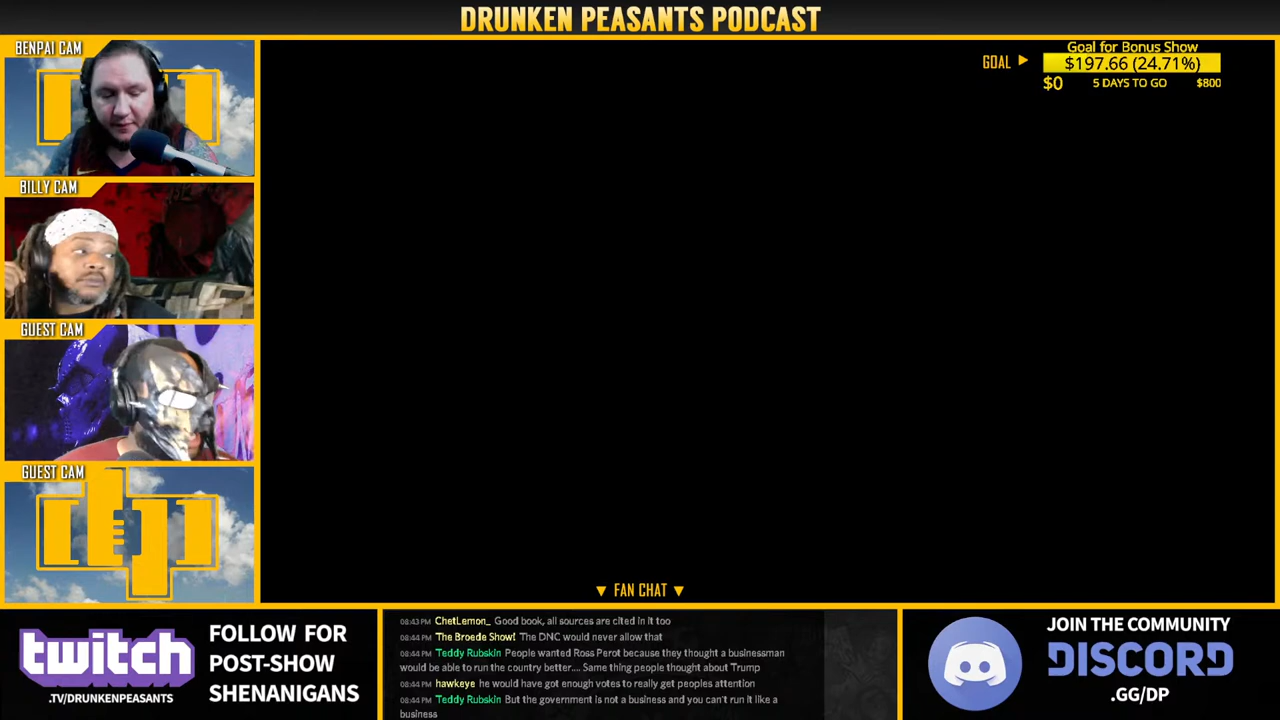 DRUNKEN PEASANTS PODCAST
BENPAI CAM
BILLY CAM
GUEST CAM
GUEST CAM
GOAL
Goal for Bonus Show
$197.66 (24.71%)
$0 5 DAYS TO GO $800
▼ FAN CHAT ▼
08:43 PM ChetLemon_ Good book, all sources are cited in it too
08:44 PM The Broede Show! The DNC would never allow that
08:44 PM Teddy Rubskin People wanted Ross Perot because they thought a businessman
would be able to run the country better.... Same thing people thought about Trump
08:44 PM hawkeye he would have got enough votes to really get peoples attention
08:44 PM Teddy Rubskin But the government is not a business and you can't run it like a
business
twitch
.TV/DRUNKENPEASANTS
FOLLOW FOR
POST-SHOW
SHENANIGANS
JOIN THE COMMUNITY
DISCORD
.GG/DP